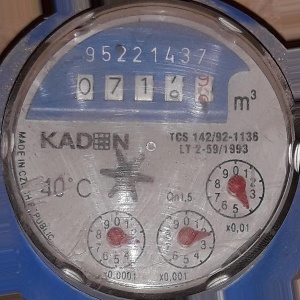 95221437
071
m³
KADEN
TCS 142/92-1136
LT 2-59/1993
40°C
Qn1,5
x0,01
x0,0001
x0,001
MADE IN CZECH REPUBLIC